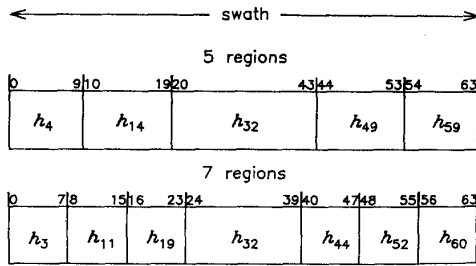 swath
5 regions
0 9 10 19 20 43 44 53 54 63
h₄ h₁₄ h₃₂ h₄₉ h₅₉
7 regions
0 7 8 15 16 23 24 39 40 47 48 55 56 63
h₃ h₁₁ h₁₉ h₃₂ h₄₄ h₅₂ h₆₀